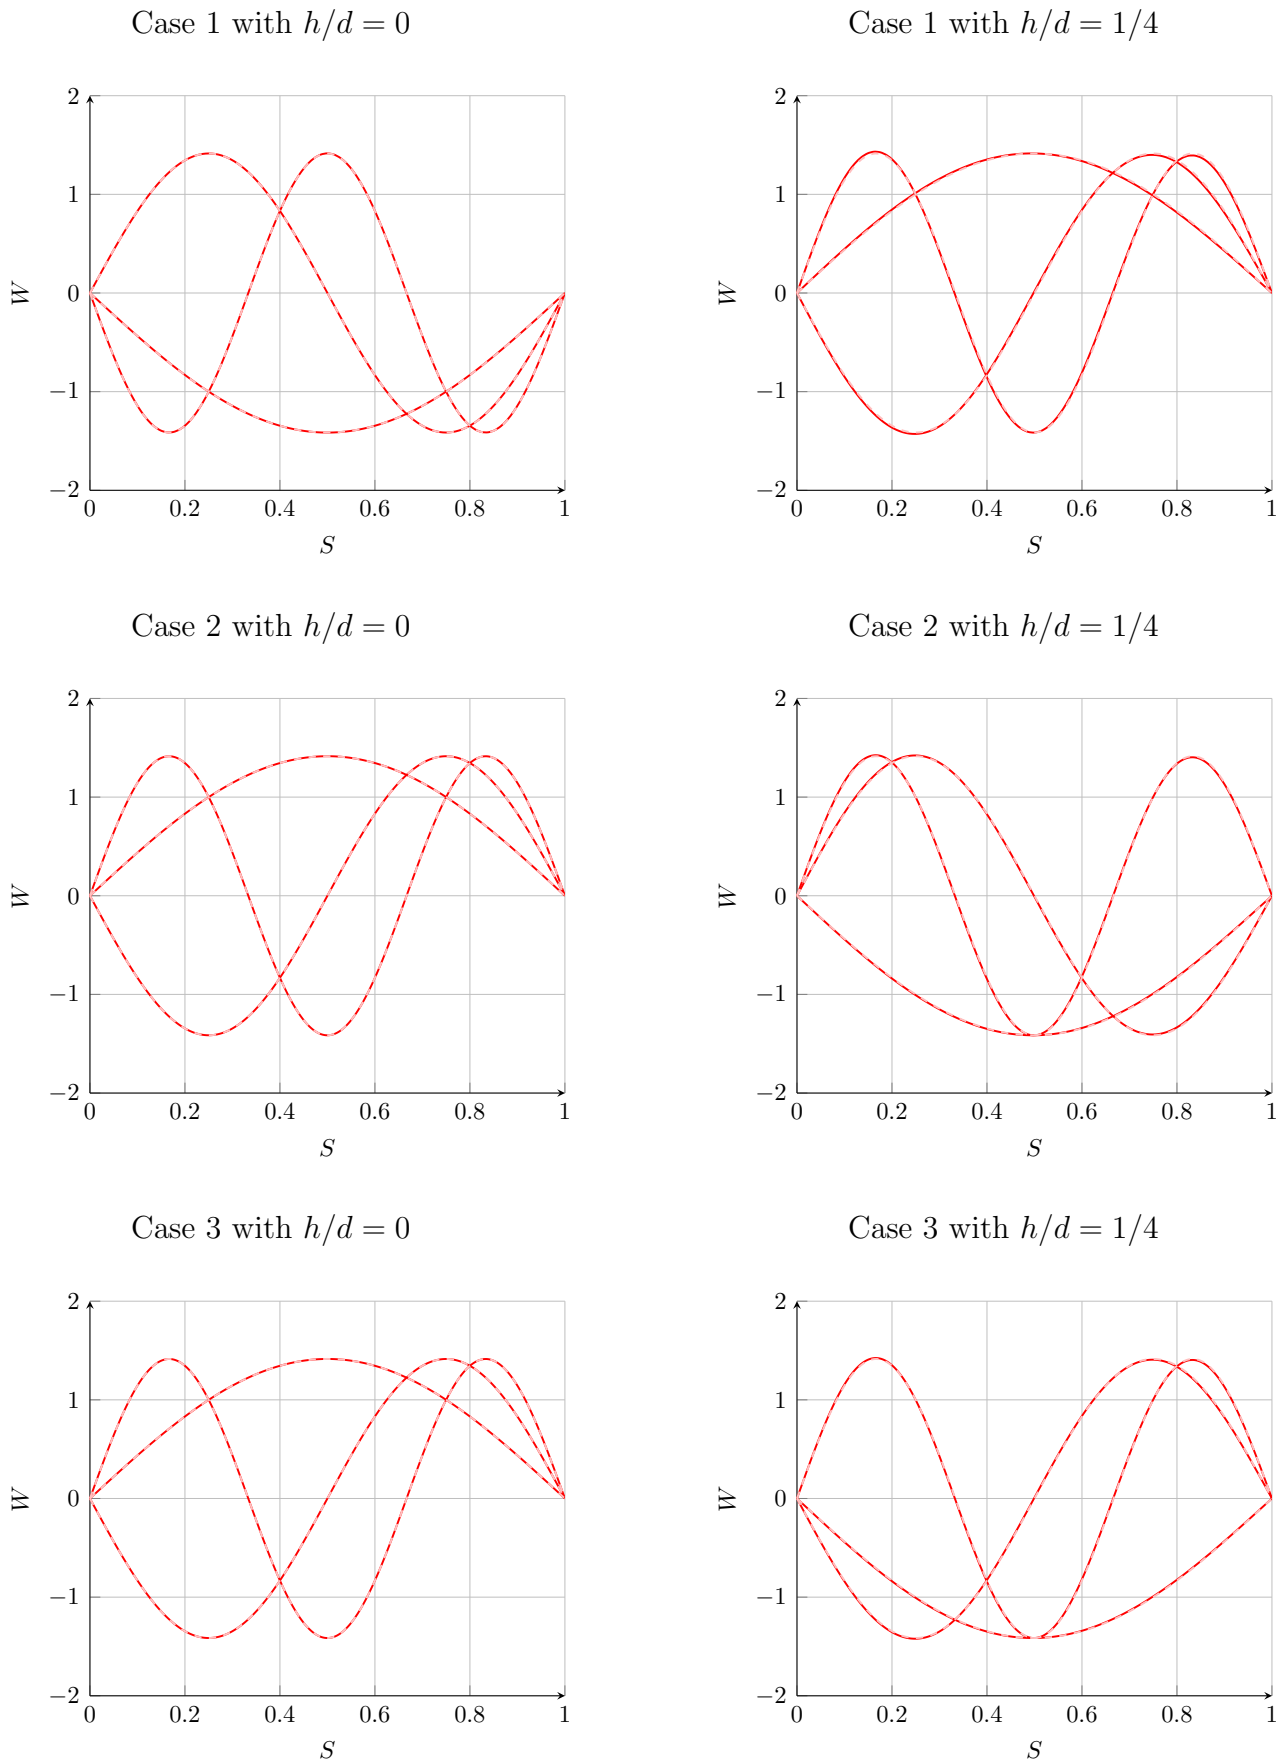 Case 1 with h/d = 0
Case 1 with h/d = 1/4
2
1
0
−1
−2
W
0 0.2 0.4 0.6 0.8 1
S
2
1
0
−1
−2
W
0 0.2 0.4 0.6 0.8 1
S
Case 2 with h/d = 0
Case 2 with h/d = 1/4
2
1
0
−1
−2
W
0 0.2 0.4 0.6 0.8 1
S
2
1
0
−1
−2
W
0 0.2 0.4 0.6 0.8 1
S
Case 3 with h/d = 0
Case 3 with h/d = 1/4
2
1
0
−1
−2
W
0 0.2 0.4 0.6 0.8 1
S
2
1
0
−1
−2
W
0 0.2 0.4 0.6 0.8 1
S